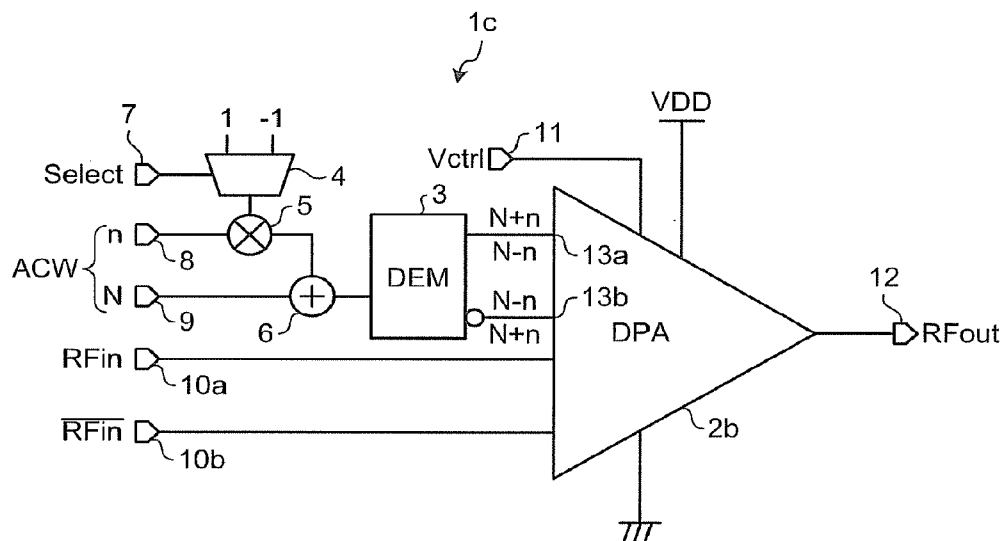 1c
VDD
7
1 -1
11
Select
4
Vctrl
3
5
N+n
n
N-n
13a
8
ACW
DEM
N-n
13b
12
N
N+n
DPA
RFout
9
6
RFin
10a
2b
RFin
10b